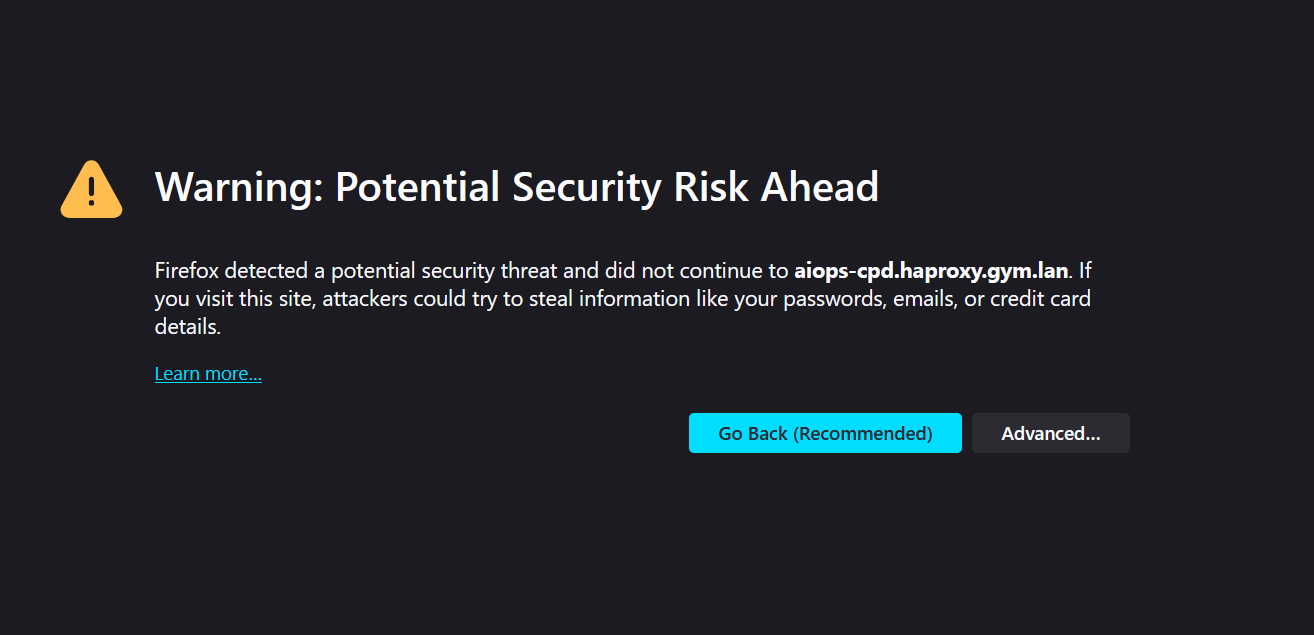 Warning: Potential Security Risk Ahead
Firefox detected a potential security threat and did not continue to aiops-cpd.haproxy.gym.lan. If
you visit this site, attackers could try to steal information like your passwords, emails, or credit card
details.
Learn more...
Go Back (Recommended)
Advanced...